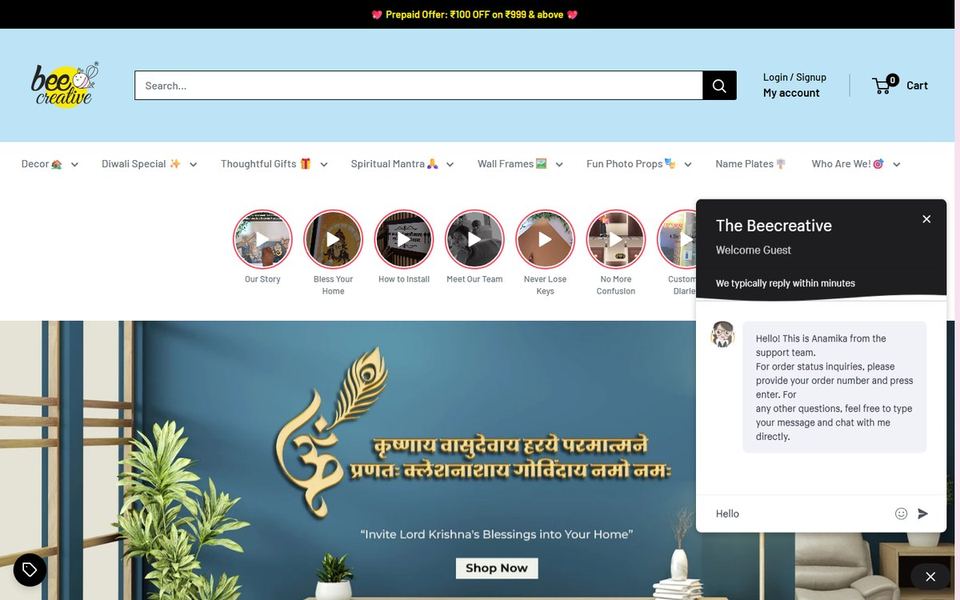 💖 Prepaid Offer: ₹100 OFF on ₹999 & above 💖
bee
creative
Search...
Login / Signup
My account
0
Cart
Decor 🏠 Diwali Special ✨ Thoughtful Gifts 🎁 Spiritual Mantra 🙏 Wall Frames 🖼️ Fun Photo Props 🎭 Name Plates 🪧 Who Are We! 🎯
Our Story
Bless Your
Home
How to Install
Meet Our Team
Never Lose
Keys
No More
Confusion
Custom
Diarie
The Beecreative
Welcome Guest
We typically reply within minutes
Hello! This is Anamika from the
support team.
For order status inquiries, please
provide your order number and press
enter. For
any other questions, feel free to type
your message and chat with me
directly.
Hello
ॐ
कृष्णाय वासुदेवाय हरये परमात्मने
प्रणतः क्लेशनाशाय गोविंदाय नमो नमः
“Invite Lord Krishna's Blessings into Your Home”
Shop Now